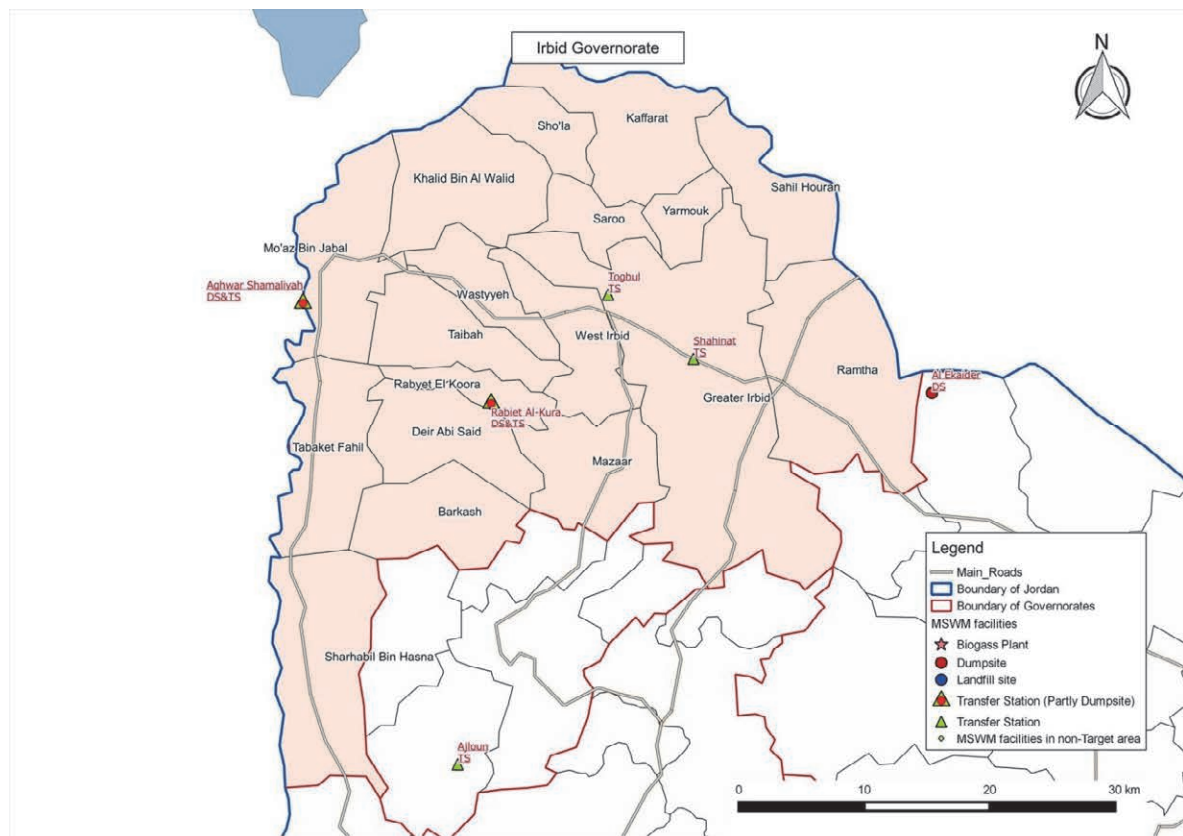 Irbid Governorate
N
Kaffarat
Sho'la
Khalid Bin Al Walid
Sahil Houran
Yarmouk
Saroo
Mo'az Bin Jabal
Aghwar Shamaliyah
DS&TS
Togbul
TS
Wastyyeh
Taibah
West Irbid
Shahinat
TS
Ramtha
Al Ekaider
DS
Rabyet El-Koora
Greater Irbid
Rabiet Al-Kura
DS&TS
Deir Abi Said
Tabaket Fahil
Mazaar
Barkash
Sharhabil Bin Hasna
Ajloun
TS
Legend
Main_Roads
Boundary of Jordan
Boundary of Governorates
MSWM facilities
Biogass Plant
Dumpsite
Landfill site
Transfer Station (Partly Dumpsite)
Transfer Station
MSWM facilities in non-Target area
0 10 20 30 km